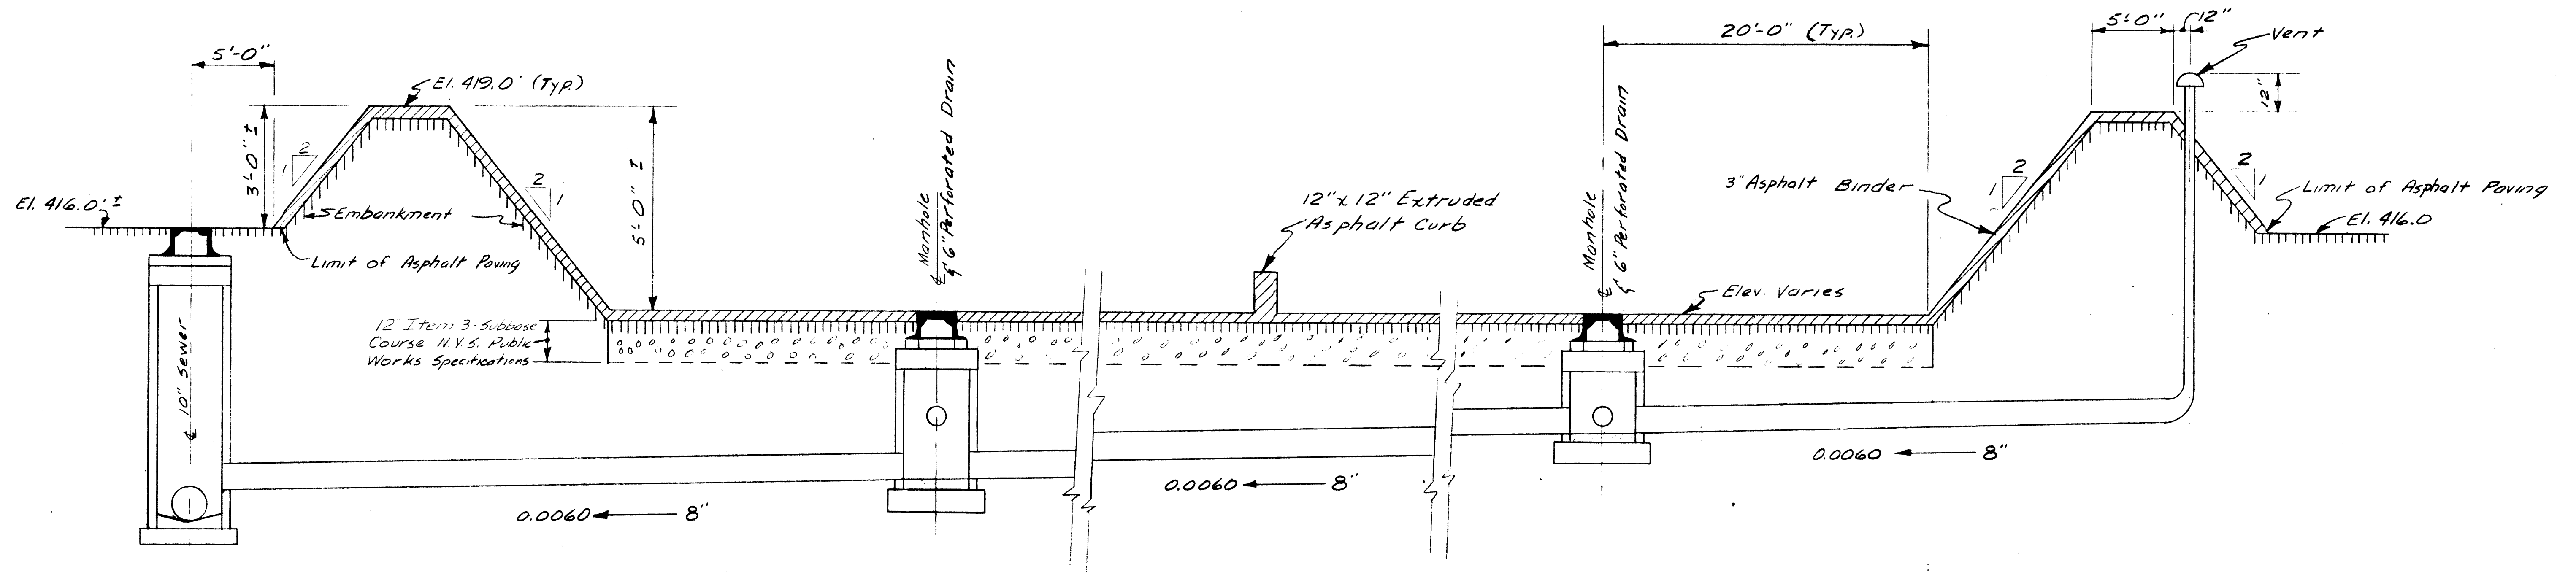 5'-0"
El. 419.0' (Typ.)
3'-0" ±
2
1
El. 416.0' ±
Embankment
Limit of Asphalt Paving
2
1
5'-0" ±
12 Item 3-Subbase
Course N.Y.S. Public
Works Specifications
℄ 10" Sewer
℄ Manhole
℄ 6" Perforated Drain
12" x 12" Extruded
Asphalt Curb
℄ Manhole
℄ 6" Perforated Drain
20'-0" (Typ.)
Elev. Varies
3" Asphalt Binder
2
1
5'-0"
12"
Vent
12"
2
1
Limit of Asphalt Paving
El. 416.0
0.0060
8"
0.0060
8"
0.0060
8"